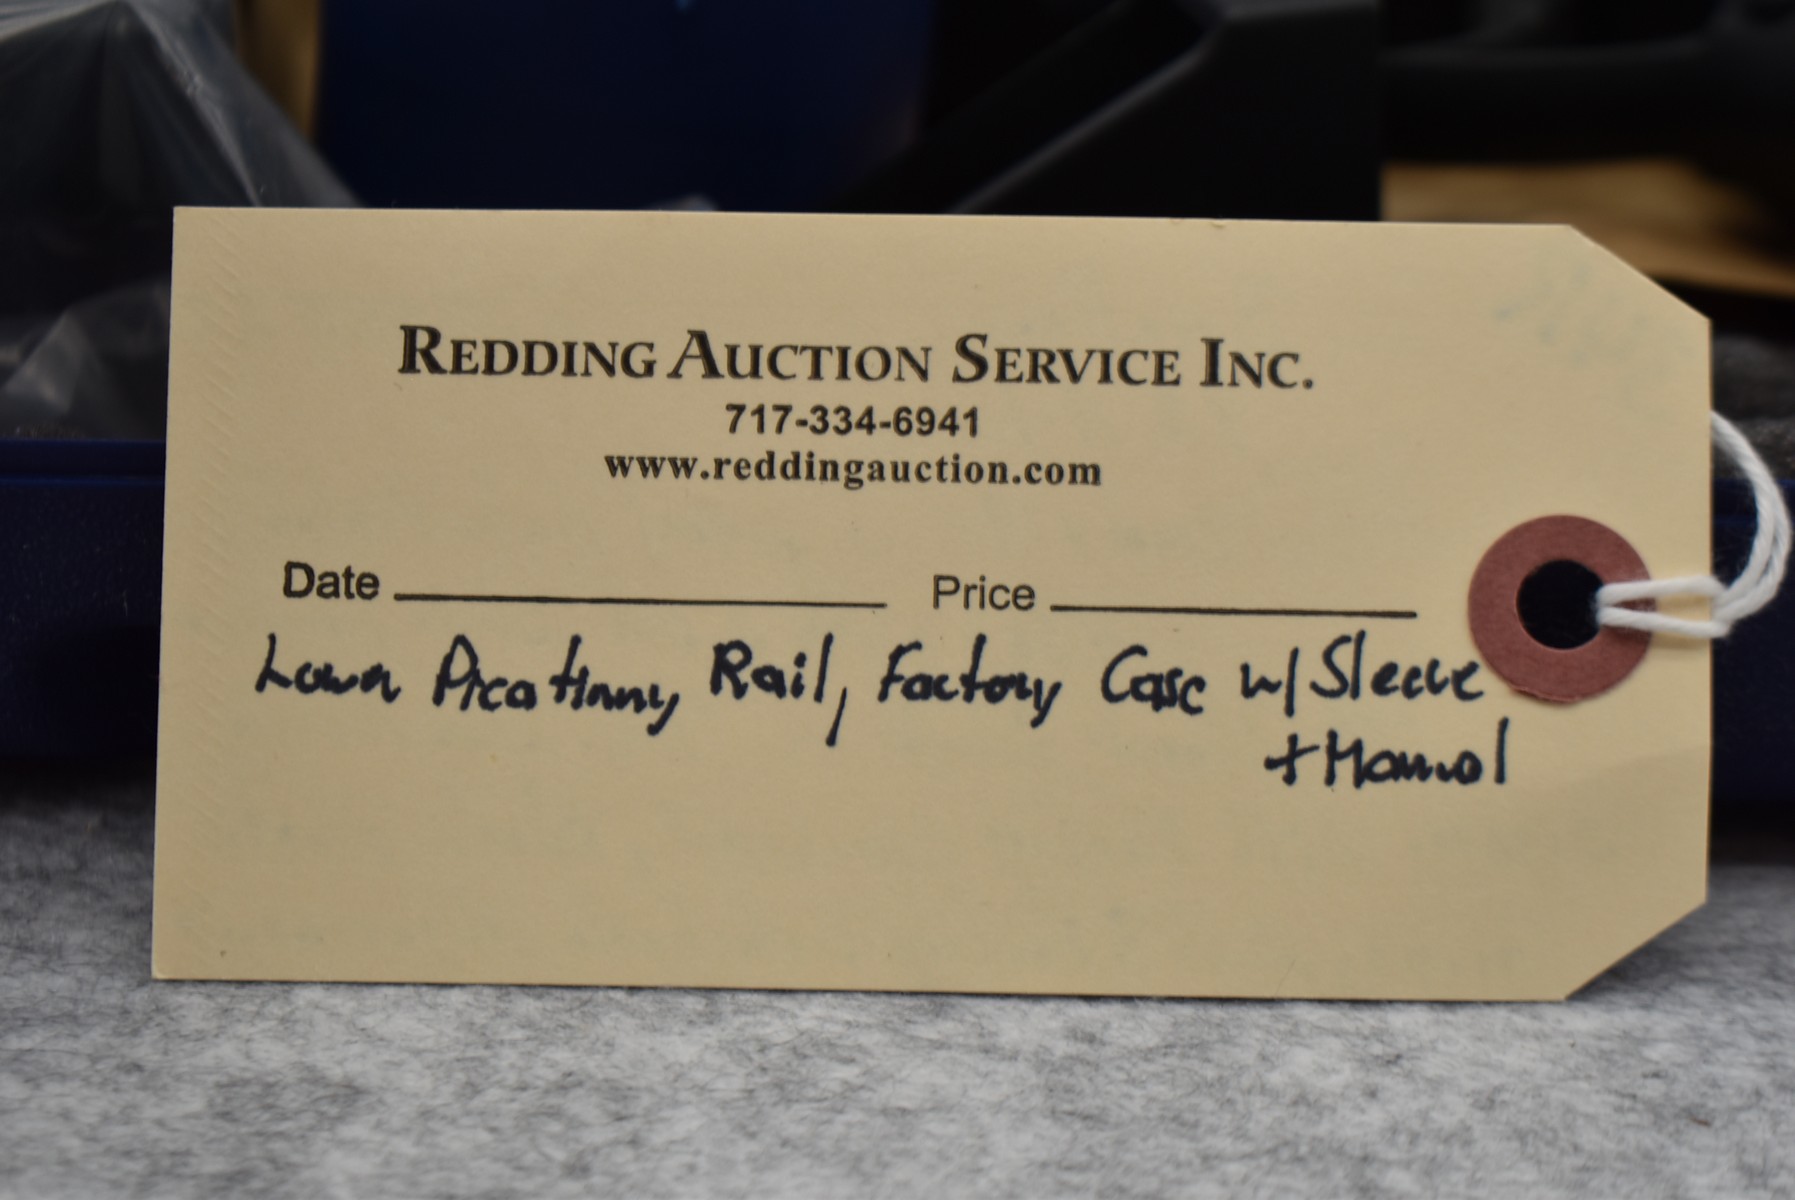 REDDING AUCTION SERVICE INC.
717-334-6941
www.reddingauction.com
Date Price
Lower Picatinny Rail, Factory Case w/ Sleeve
+ Manual